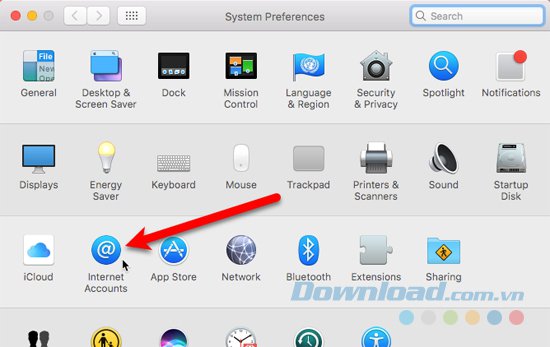 System Preferences
Search
File
New
Ope
General
Desktop &
Screen Saver
Dock
Mission
Control
Language
& Region
Security
& Privacy
Spotlight
Notifications
Displays
Energy
Saver
Keyboard
Mouse
Trackpad
Printers &
Scanners
Sound
Startup
Disk
iCloud
@
Internet
Accounts
App Store
Network
Bluetooth
Extensions
Sharing
Download.com.vn